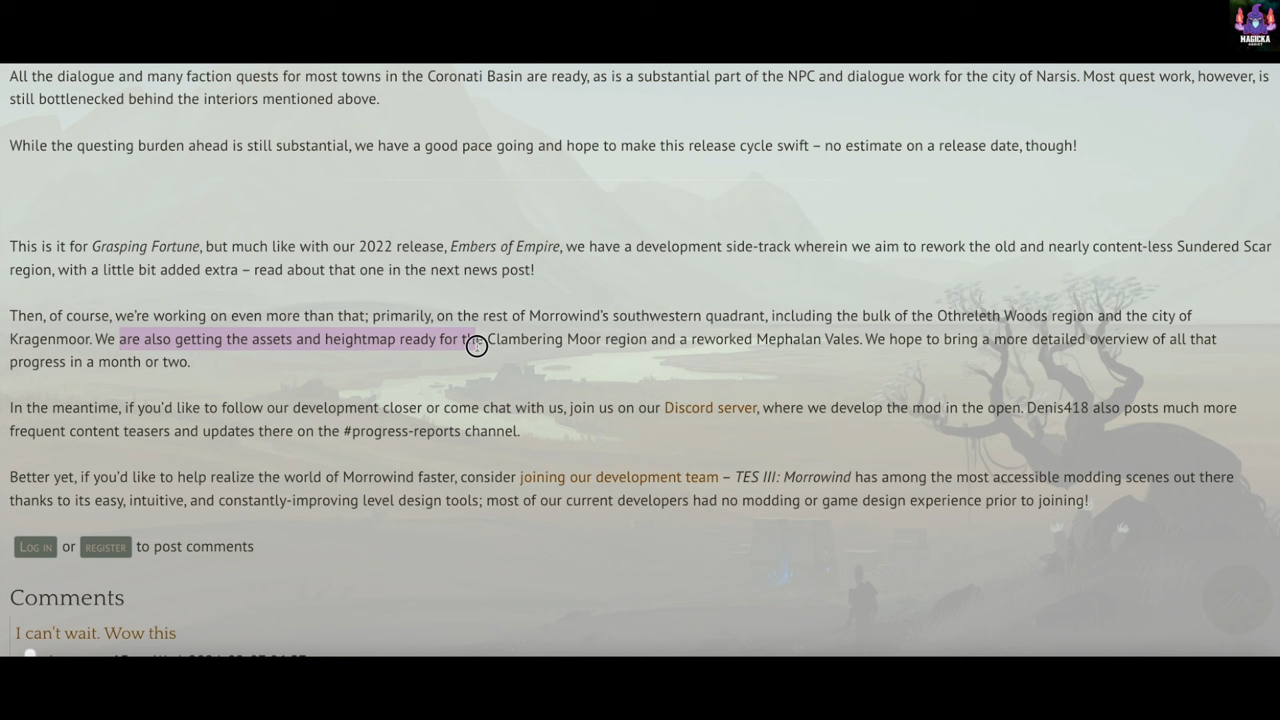 MAGICKA
ADDICT
All the dialogue and many faction quests for most towns in the Coronati Basin are ready, as is a substantial part of the NPC and dialogue work for the city of Narsis. Most quest work, however, is
still bottlenecked behind the interiors mentioned above.
While the questing burden ahead is still substantial, we have a good pace going and hope to make this release cycle swift – no estimate on a release date, though!
This is it for Grasping Fortune, but much like with our 2022 release, Embers of Empire, we have a development side-track wherein we aim to rework the old and nearly content-less Sundered Scar
region, with a little bit added extra – read about that one in the next news post!
Then, of course, we're working on even more than that; primarily, on the rest of Morrowind's southwestern quadrant, including the bulk of the Othreleth Woods region and the city of
Kragenmoor. We are also getting the assets and heightmap ready for the Clambering Moor region and a reworked Mephalan Vales. We hope to bring a more detailed overview of all that
progress in a month or two.
In the meantime, if you'd like to follow our development closer or come chat with us, join us on our Discord server, where we develop the mod in the open. Denis418 also posts much more
frequent content teasers and updates there on the #progress-reports channel.
Better yet, if you'd like to help realize the world of Morrowind faster, consider joining our development team – TES III: Morrowind has among the most accessible modding scenes out there
thanks to its easy, intuitive, and constantly-improving level design tools; most of our current developers had no modding or game design experience prior to joining!
Log in or register to post comments
Comments
I can't wait. Wow this